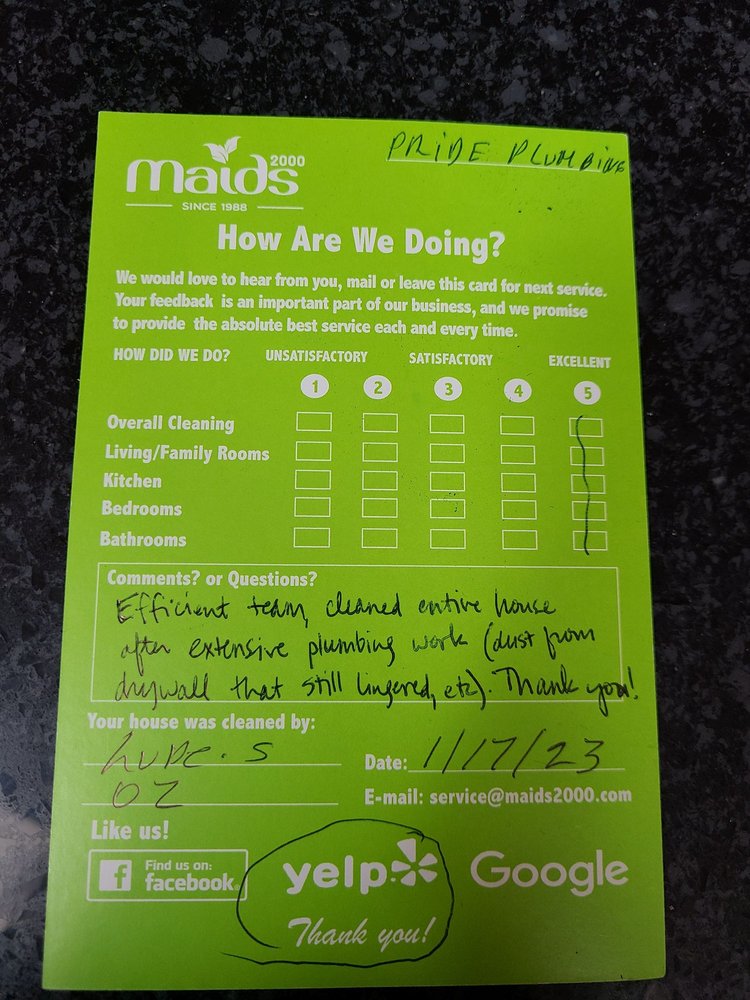 PRIDE PLUMBING
maids 2000
SINCE 1988
How Are We Doing?
We would love to hear from you, mail or leave this card for next service.
Your feedback is an important part of our business, and we promise
to provide the absolute best service each and every time.
HOW DID WE DO? UNSATISFACTORY SATISFACTORY EXCELLENT
1 2 3 4 5
Overall Cleaning
Living/Family Rooms
Kitchen
Bedrooms
Bathrooms
Comments? or Questions?
Efficient team, cleaned entire house
after extensive plumbing work (dust from
drywall that still lingered, etc). Thank you!
Your house was cleaned by:
LUPE. S
Date: 1/17/23
OZ
E-mail: service@maids2000.com
Like us!
f Find us on:
facebook
yelp
Google
Thank you!